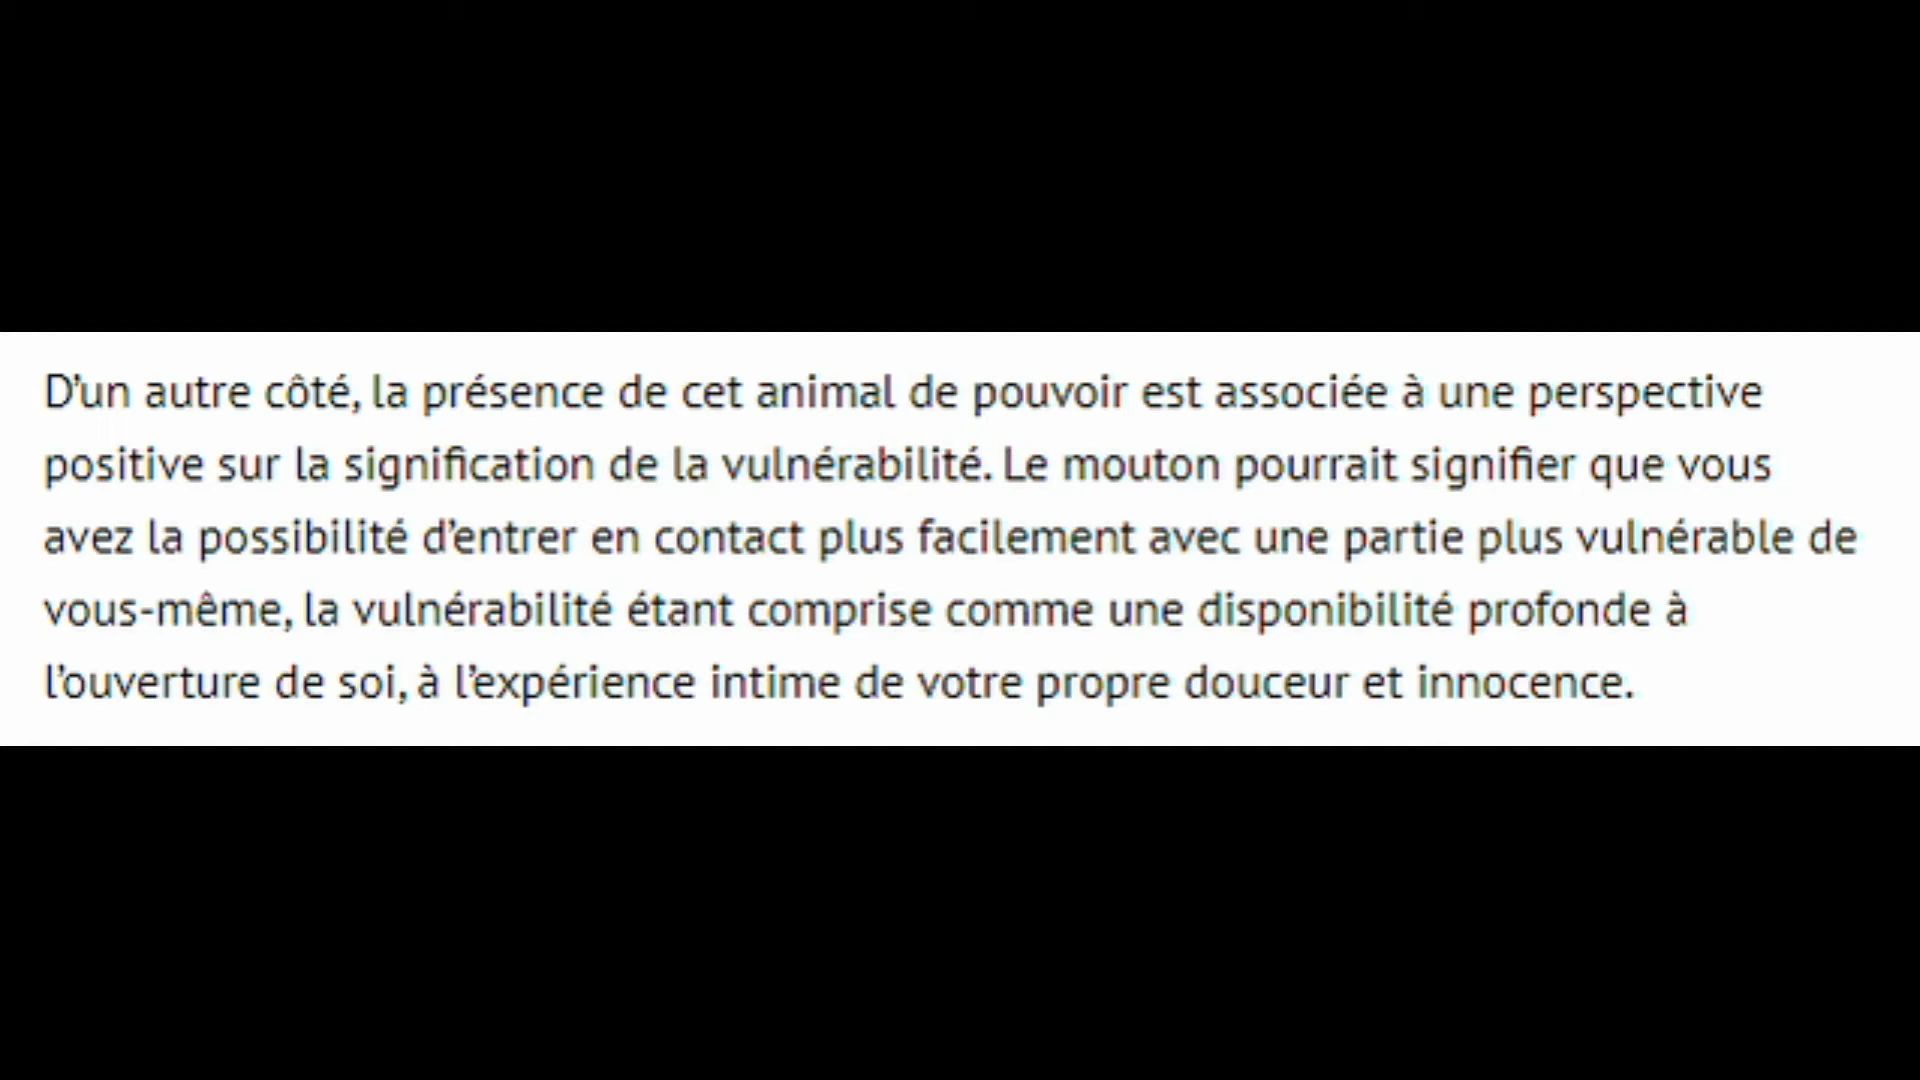 D’un autre côté, la présence de cet animal de pouvoir est associée à une perspective
positive sur la signification de la vulnérabilité. Le mouton pourrait signifier que vous
avez la possibilité d’entrer en contact plus facilement avec une partie plus vulnérable de
vous-même, la vulnérabilité étant comprise comme une disponibilité profonde à
l’ouverture de soi, à l’expérience intime de votre propre douceur et innocence.